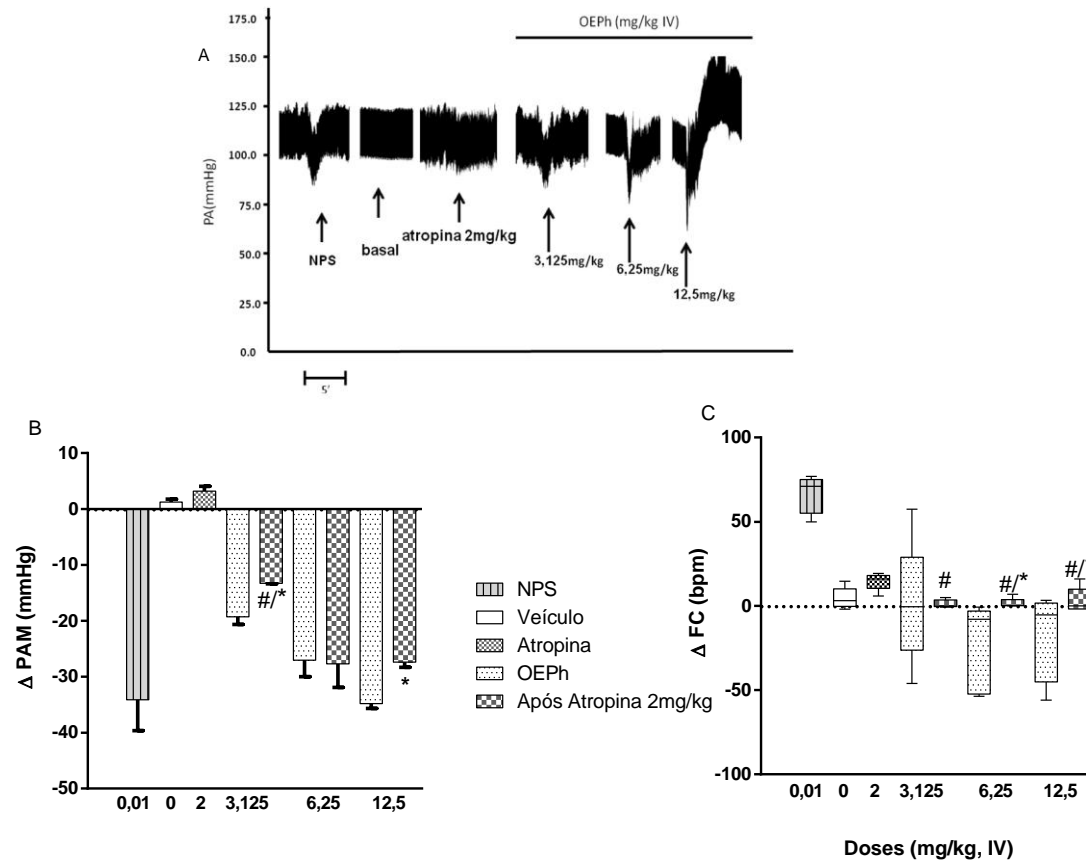 A
OEPh (mg/kg IV)
175.0
150.0
125.0
100.0
75.0
50.0
25.0
0.0
PA(mmHg)
NPS
basal
atropina 2mg/kg
3,125mg/kg
6,25mg/kg
12,5mg/kg
5'
B
10
0
-10
-20
-30
-40
-50
Δ PAM (mmHg)
#/*
*
0,01 0 2 3,125 6,25 12,5
NPS
Veículo
Atropina
OEPh
Após Atropina 2mg/kg
C
100
50
0
-50
-100
Δ FC (bpm)
#
#/*
#/
0,01 0 2 3,125 6,25 12,5
Doses (mg/kg, IV)